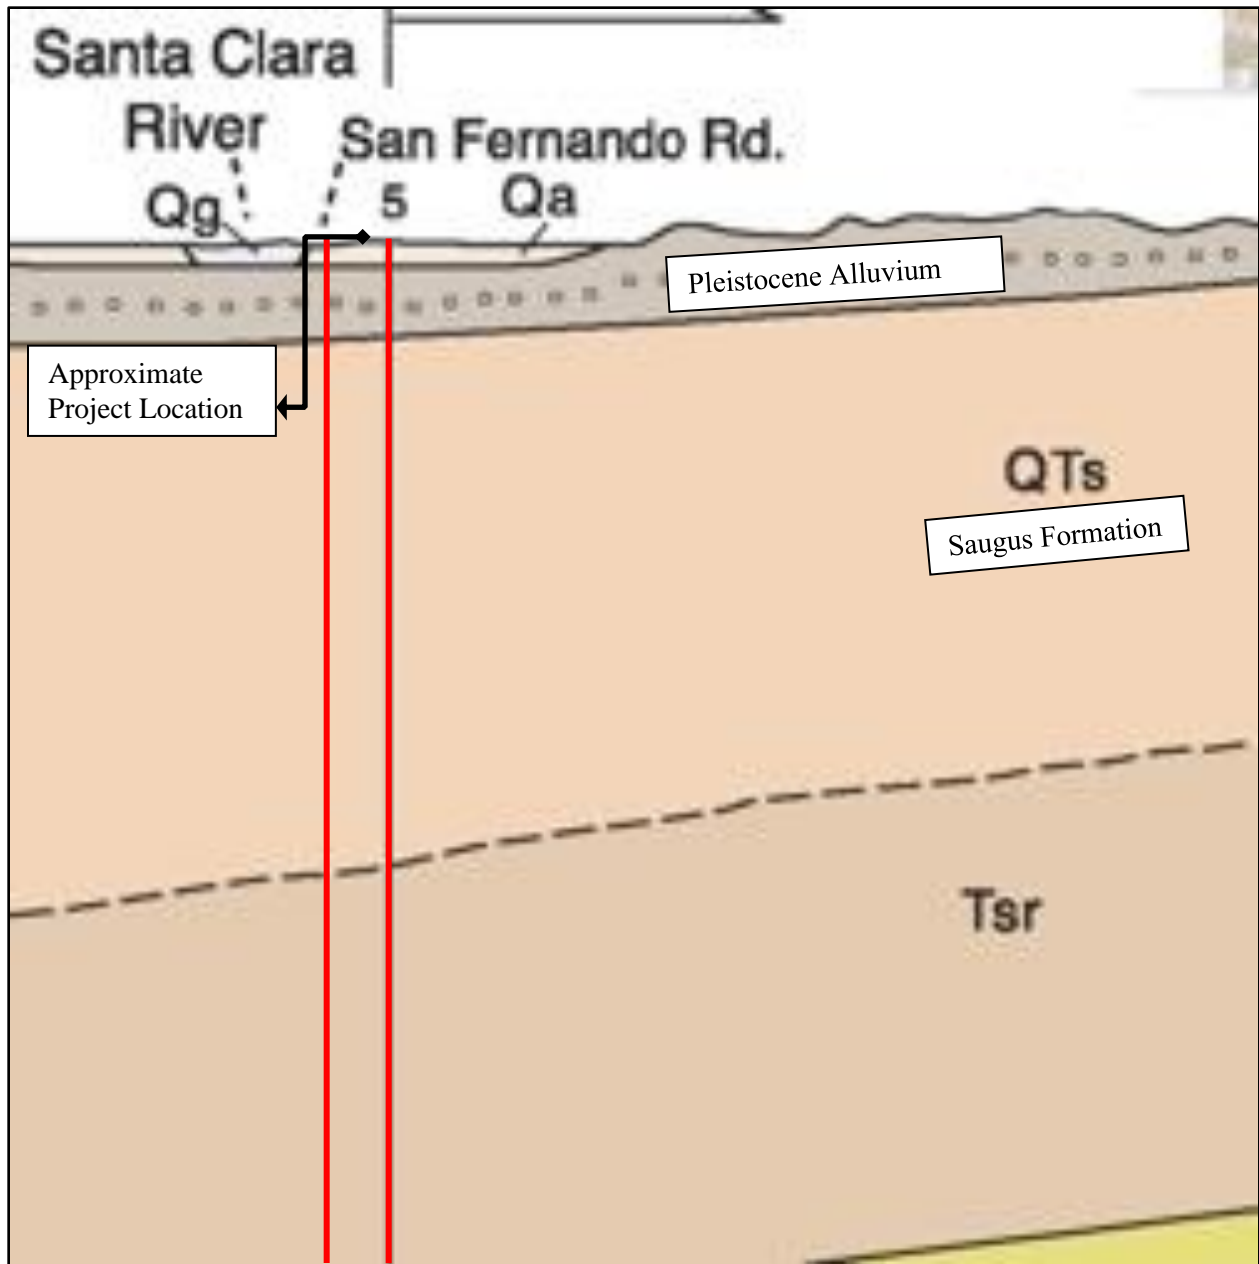 Santa Clara
River
San Fernando Rd.
Qg
5
Qa
Pleistocene Alluvium
Approximate
Project Location
QTs
Saugus Formation
Tsr